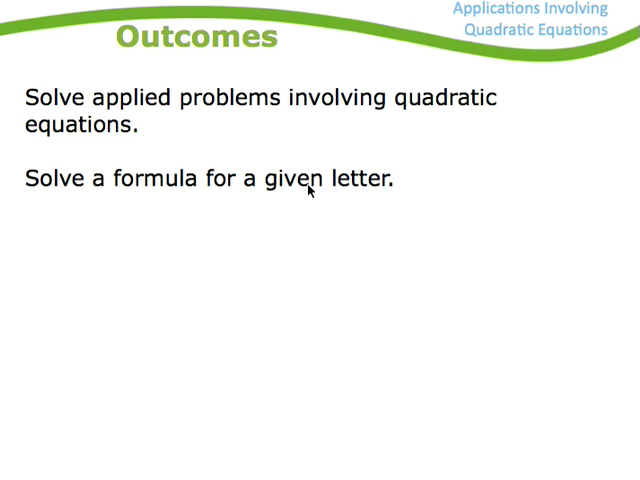 Applications Involving
Quadratic Equations
Outcomes
Solve applied problems involving quadratic
equations.
Solve a formula for a given letter.